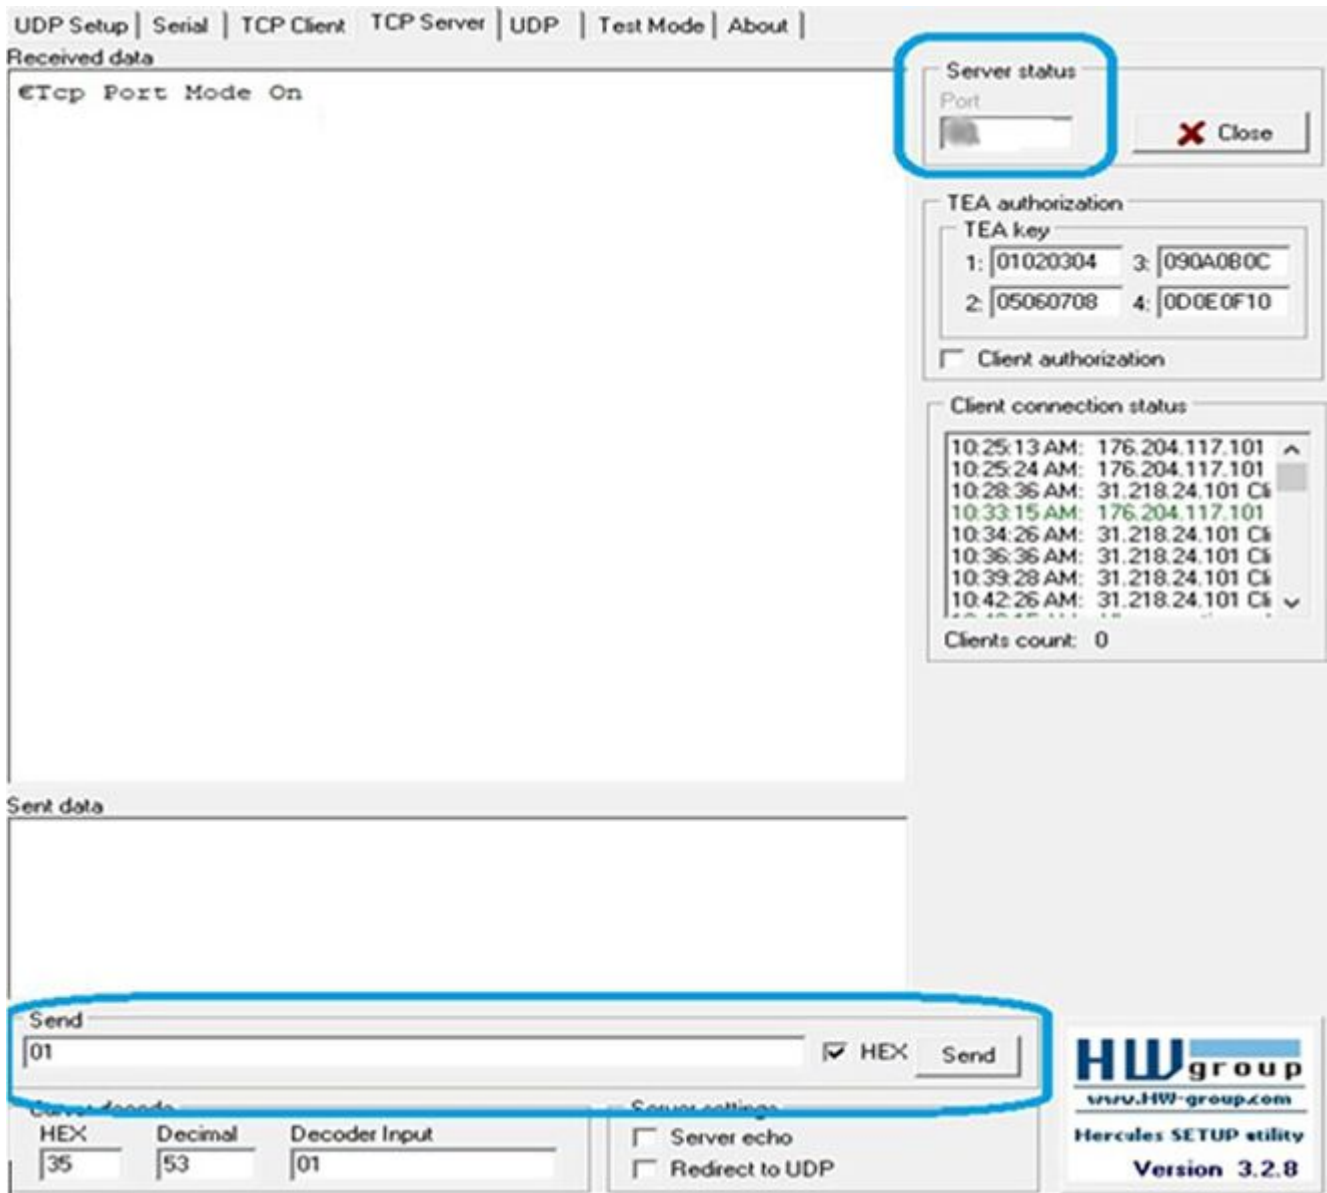 UDP Setup | Serial | TCP Client TCP Server | UDP | Test Mode | About |
Received data
€Tcp Port Mode On
Server status
Port
Close
TEA authorization
TEA key
1: 01020304 3: 090A0B0C
2: 05060708 4: 0D0E0F10
Client authorization
Client connection status
10:25:13 AM: 176.204.117.101
10:25:24 AM: 176.204.117.101
10:28:36 AM: 31.218.24.101 Cli
10:33:15 AM: 176.204.117.101
10:34:26 AM: 31.218.24.101 Cli
10:36:36 AM: 31.218.24.101 Cli
10:39:28 AM: 31.218.24.101 Cli
10:42:26 AM: 31.218.24.101 Cli
Clients count: 0
Sent data
Send
01 HEX Send
Server settings
HEX Decimal Decoder Input
35 53 01
Server echo
Redirect to UDP
HW group
www.HW-group.com
Hercules SETUP utility
Version 3.2.8